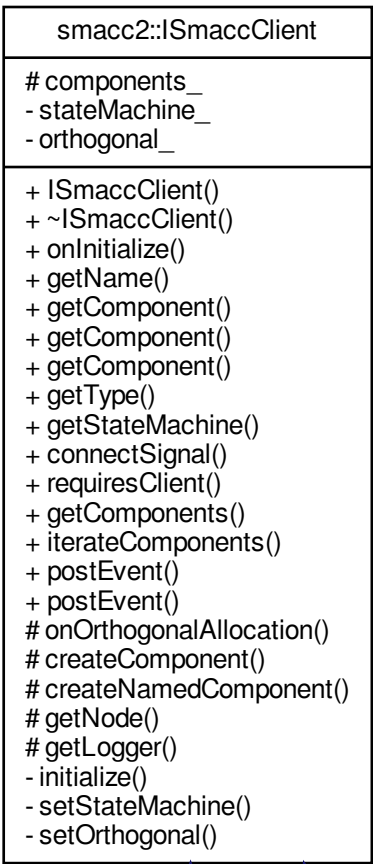 smacc2::ISmaccClient
# components_
- stateMachine_
- orthogonal_
+ ISmaccClient()
+ ~ISmaccClient()
+ onInitialize()
+ getName()
+ getComponent()
+ getComponent()
+ getComponent()
+ getType()
+ getStateMachine()
+ connectSignal()
+ requiresClient()
+ getComponents()
+ iterateComponents()
+ postEvent()
+ postEvent()
# onOrthogonalAllocation()
# createComponent()
# createNamedComponent()
# getNode()
# getLogger()
- initialize()
- setStateMachine()
- setOrthogonal()